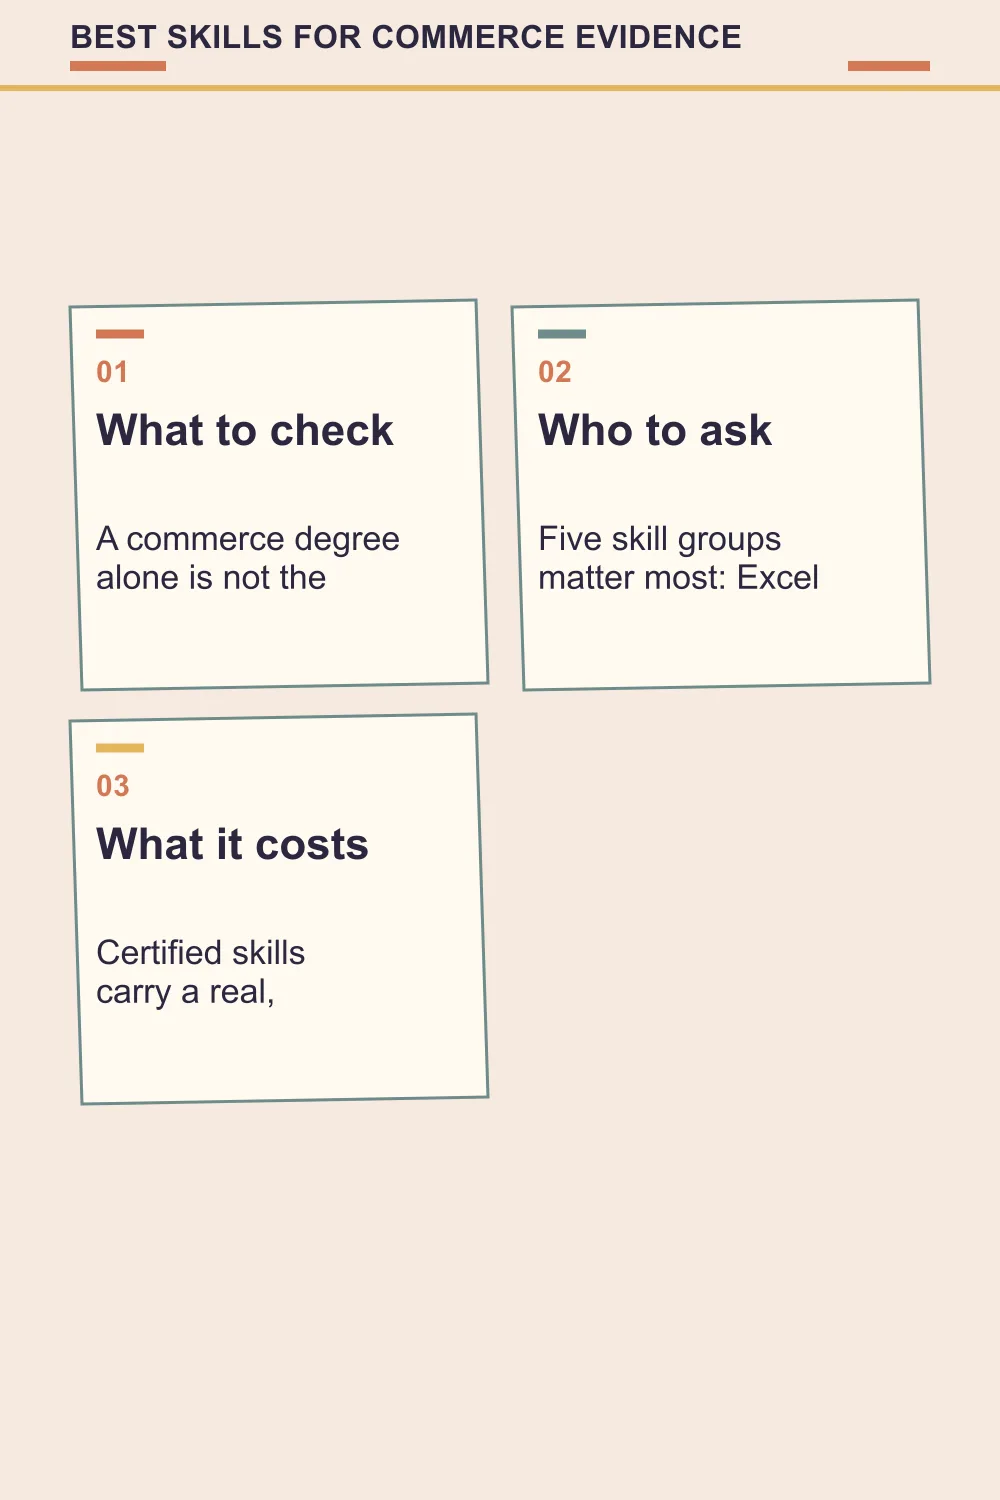 BEST SKILLS FOR COMMERCE EVIDENCE
01
What to check
A commerce degree
alone is not the
02
Who to ask
Five skill groups
matter most: Excel
03
What it costs
Certified skills
carry a real,